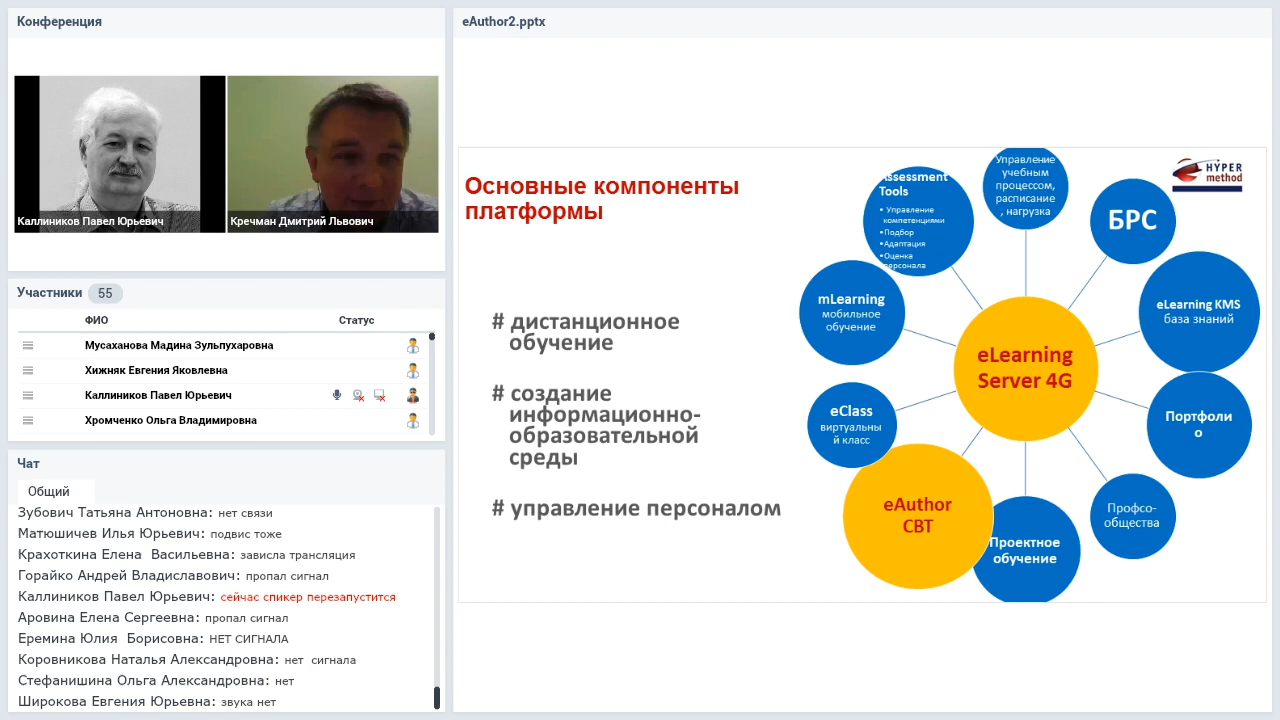 Конференция
Каллиников Павел Юрьевич
Кречман Дмитрий Львович
Участники 55
ФИО Статус
Мусаханова Мадина Зульпухаровна
Хижняк Евгения Яковлевна
Каллиников Павел Юрьевич
Хромченко Ольга Владимировна
Чат
Общий
Зубович Татьяна Антоновна: нет связи
Матюшичев Илья Юрьевич: подвис тоже
Крахоткина Елена Васильевна: зависла трансляция
Горайко Андрей Владиславович: пропал сигнал
Каллиников Павел Юрьевич: сейчас спикер перезапустится
Аровина Елена Сергеевна: пропал сигнал
Еремина Юлия Борисовна: НЕТ СИГНАЛА
Коровникова Наталья Александровна: нет сигнала
Стефанишина Ольга Александровна: нет
Широкова Евгения Юрьевна: звука нет
eAuthor2.pptx
Основные компоненты
платформы
# дистанционное
обучение
# создание
информационно-
образовательной
среды
# управление персоналом
HYPER
method
Управление
учебным
процессом,
расписание
, нагрузка
БРС
eLearning KMS
база знаний
Портфоли
о
Профсо-
общества
Проектное
обучение
eAuthor
CBT
eClass
виртуальны
й класс
mLearning
мобильное
обучение
Assessment
Tools
•Управление
компетенциями
•Подбор
•Адаптация
•Оценка
персонала
eLearning
Server 4G